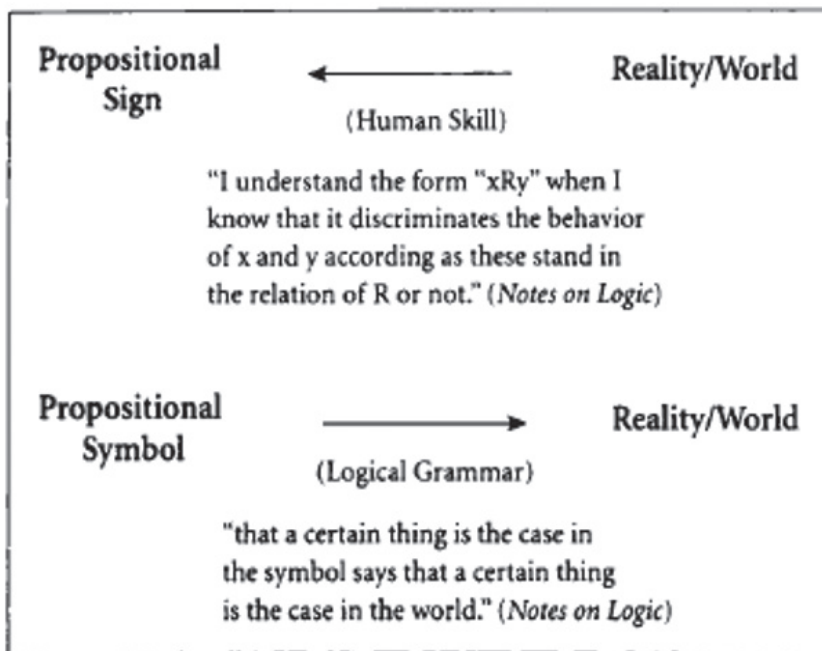 Propositional Sign
Reality/World
(Human Skill)
"I understand the form "xRy" when I
know that it discriminates the behavior
of x and y according as these stand in
the relation of R or not." (Notes on Logic)
Propositional Symbol
Reality/World
(Logical Grammar)
"that a certain thing is the case in
the symbol says that a certain thing
is the case in the world." (Notes on Logic)